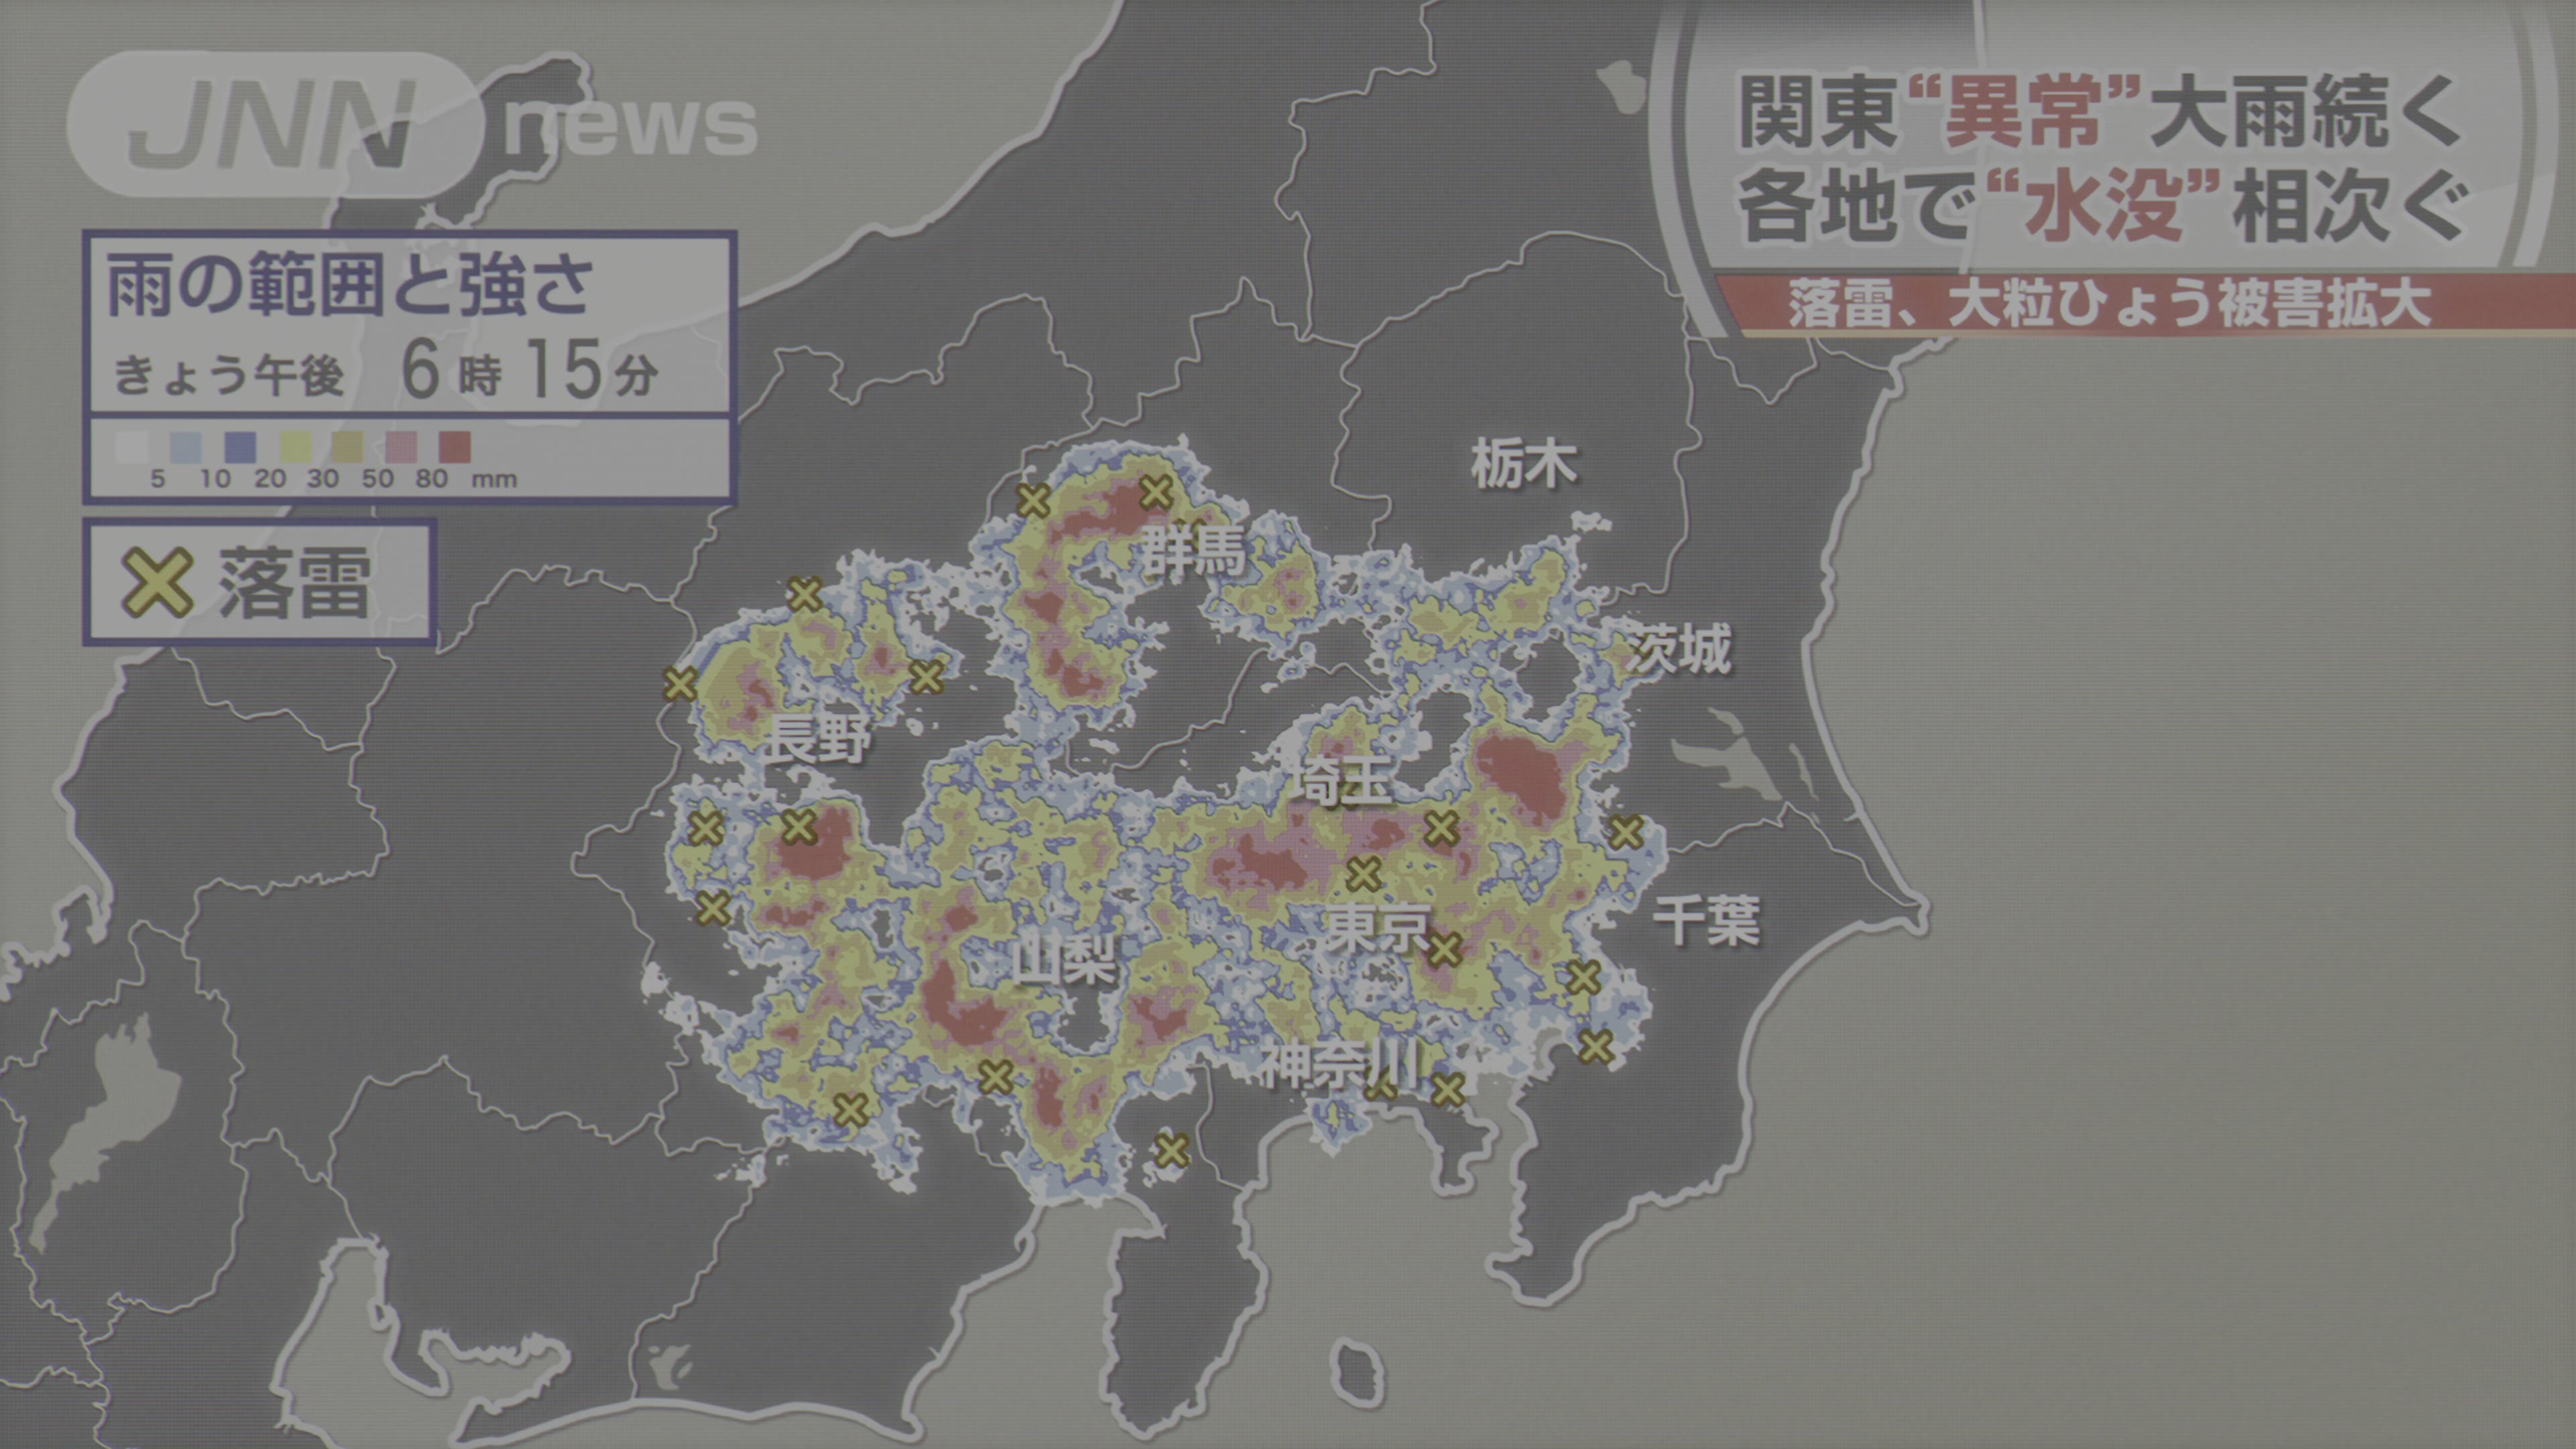 JNN news
関東“異常”大雨続く
各地で“水没”相次ぐ
落雷、大粒ひょう被害拡大
雨の範囲と強さ
きょう午後 6時15分
5 10 20 30 50 80 mm
落雷
栃木
群馬
茨城
長野
埼玉
千葉
東京
山梨
神奈川